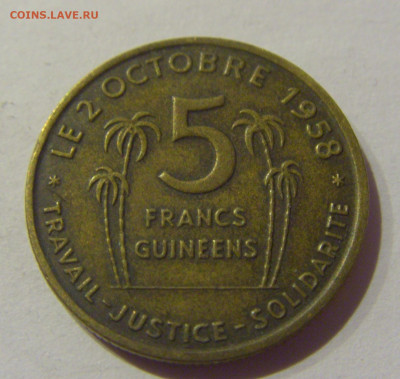 COINS.LAVE.RU
LE 2 OCTOBRE 1958
5
FRANCS
GUINEENS
* TRAVAIL - JUSTICE - SOLIDARITE *